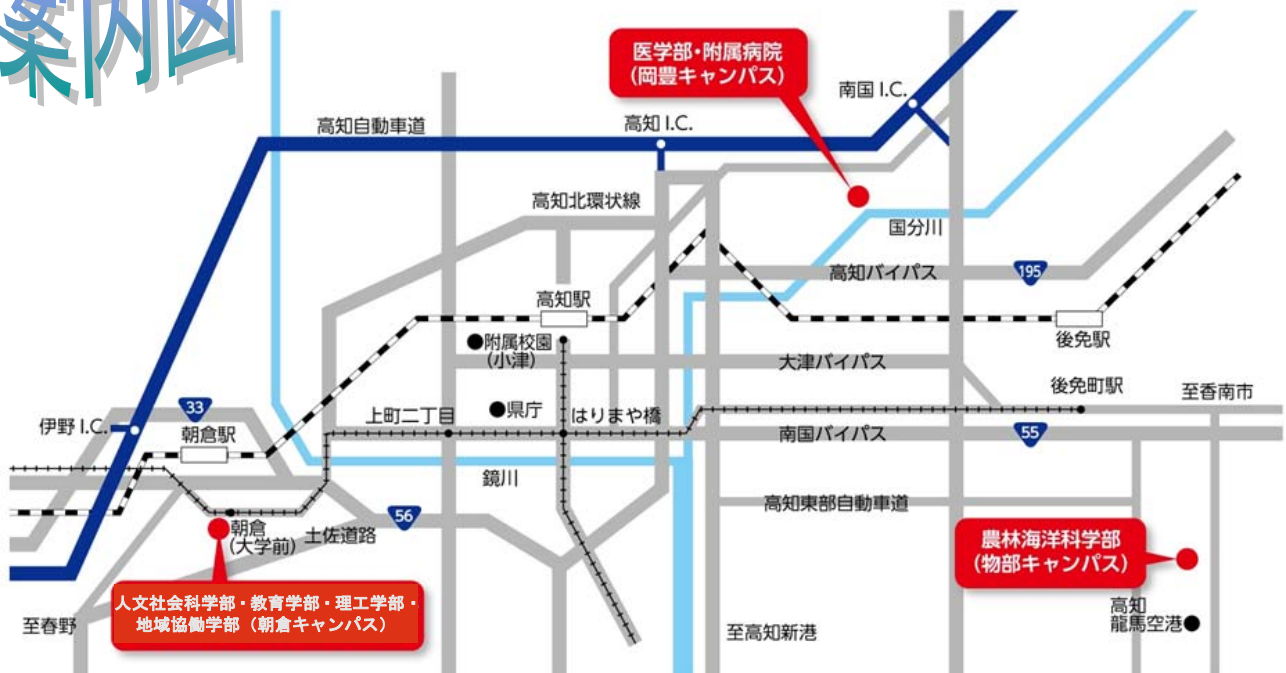 案内図
医学部・附属病院
(岡豊キャンパス)
南国 I.C.
高知自動車道
高知 I.C.
高知北環状線
国分川
高知バイパス
195
高知駅
後免駅
●附属校園
(小津)
大津バイパス
後免町駅
至香南市
33
●県庁
上町二丁目
はりまや橋
伊野 I.C.
朝倉駅
南国バイパス
55
鏡川
高知東部自動車道
56
朝倉
(大学前)
土佐道路
農林海洋科学部
(物部キャンパス)
人文社会科学部・教育学部・理工学部・
地域協働学部（朝倉キャンパス）
至春野
至高知新港
高知
龍馬空港●